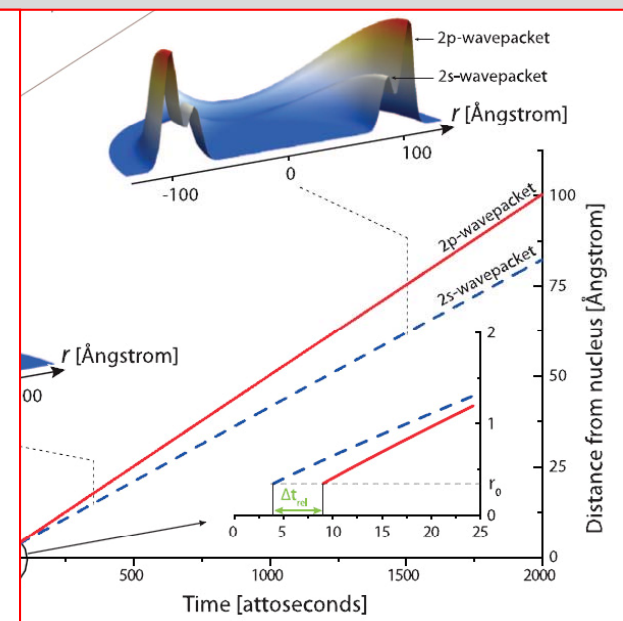 2p-wavepacket
2s-wavepacket
r [Ångstrom]
-100
0
100
2p-wavepacket
2s-wavepacket
r [Ångstrom]
00
100
75
50
25
0
Distance from nucleus [Ångstrom]
2
1
r0
0
Δt rel
0 5 10 15 20 25
500 1000 1500 2000
Time [attoseconds]